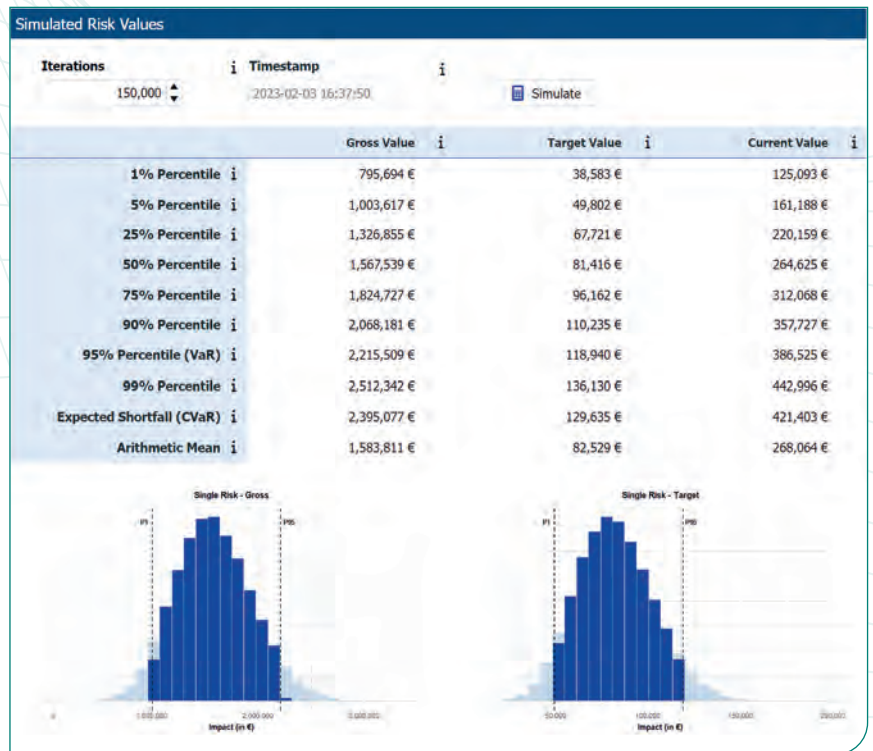 Simulated Risk Values
Iterations i Timestamp i
150,000 2023-02-03 16:37:50 Simulate
Gross Value i Target Value i Current Value i
1% Percentile i 795,694 € 38,583 € 125,093 €
5% Percentile i 1,003,617 € 49,802 € 161,188 €
25% Percentile i 1,326,855 € 67,721 € 220,159 €
50% Percentile i 1,567,539 € 81,416 € 264,625 €
75% Percentile i 1,824,727 € 96,162 € 312,068 €
90% Percentile i 2,068,181 € 110,235 € 357,727 €
95% Percentile (VaR) i 2,215,509 € 118,940 € 386,525 €
99% Percentile i 2,512,342 € 136,130 € 442,996 €
Expected Shortfall (CVaR) i 2,395,077 € 129,635 € 421,403 €
Arithmetic Mean i 1,583,811 € 82,529 € 268,064 €
Single Risk - Gross Single Risk - Target
0 1,000,000 2,000,000 3,000,000 50,000 100,000 150,000 200,000
Impact (in €) Impact (in €)